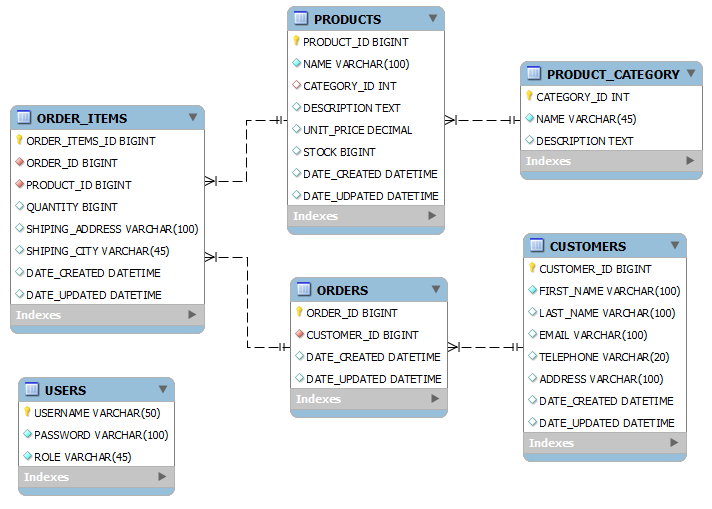 PRODUCTS
PRODUCT_ID BIGINT
NAME VARCHAR(100)
CATEGORY_ID INT
DESCRIPTION TEXT
UNIT_PRICE DECIMAL
STOCK BIGINT
DATE_CREATED DATETIME
DATE_UDPATED DATETIME
Indexes
PRODUCT_CATEGORY
CATEGORY_ID INT
NAME VARCHAR(45)
DESCRIPTION TEXT
Indexes
ORDER_ITEMS
ORDER_ITEMS_ID BIGINT
ORDER_ID BIGINT
PRODUCT_ID BIGINT
QUANTITY BIGINT
SHIPING_ADDRESS VARCHAR(100)
SHIPING_CITY VARCHAR(45)
DATE_CREATED DATETIME
DATE_UPDATED DATETIME
Indexes
ORDERS
ORDER_ID BIGINT
CUSTOMER_ID BIGINT
DATE_CREATED DATETIME
DATE_UPDATED DATETIME
Indexes
CUSTOMERS
CUSTOMER_ID BIGINT
FIRST_NAME VARCHAR(100)
LAST_NAME VARCHAR(100)
EMAIL VARCHAR(100)
TELEPHONE VARCHAR(20)
ADDRESS VARCHAR(100)
DATE_CREATED DATETIME
DATE_UPDATED DATETIME
Indexes
USERS
USERNAME VARCHAR(50)
PASSWORD VARCHAR(100)
ROLE VARCHAR(45)
Indexes